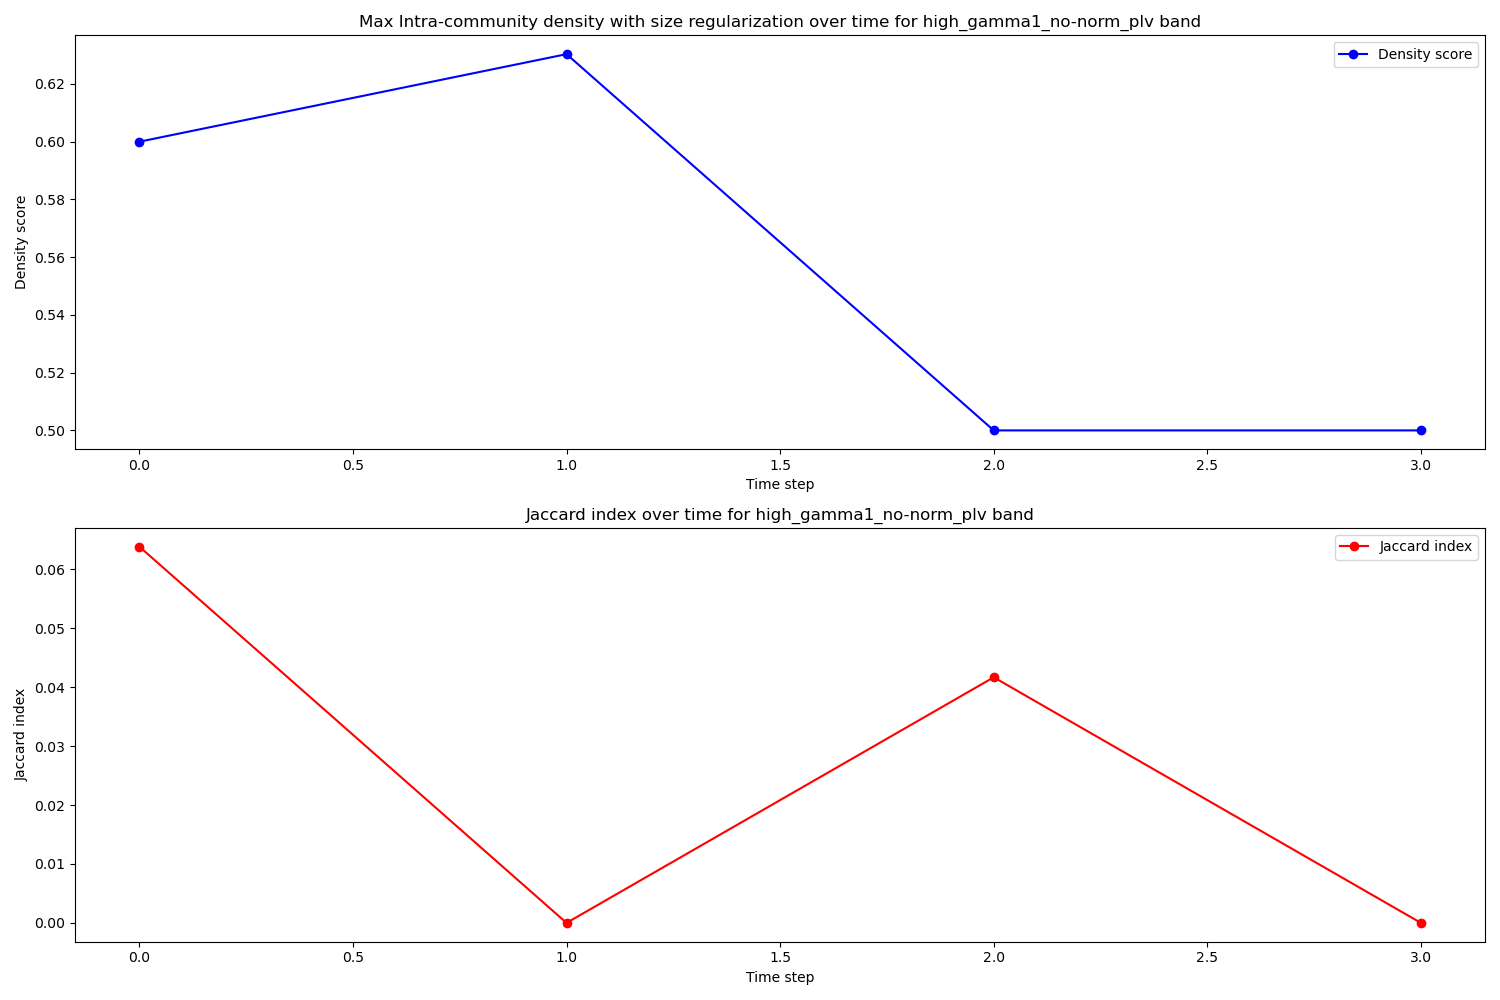 Max Intra-community density with size regularization over time for high_gamma1_no-norm_plv band
Density score
0.62
0.60
0.58
0.56
0.54
0.52
0.50
Density score
0.0 0.5 1.0 1.5 2.0 2.5 3.0
Time step
Jaccard index over time for high_gamma1_no-norm_plv band
Jaccard index
0.06
0.05
0.04
0.03
0.02
0.01
0.00
Jaccard index
0.0 0.5 1.0 1.5 2.0 2.5 3.0
Time step